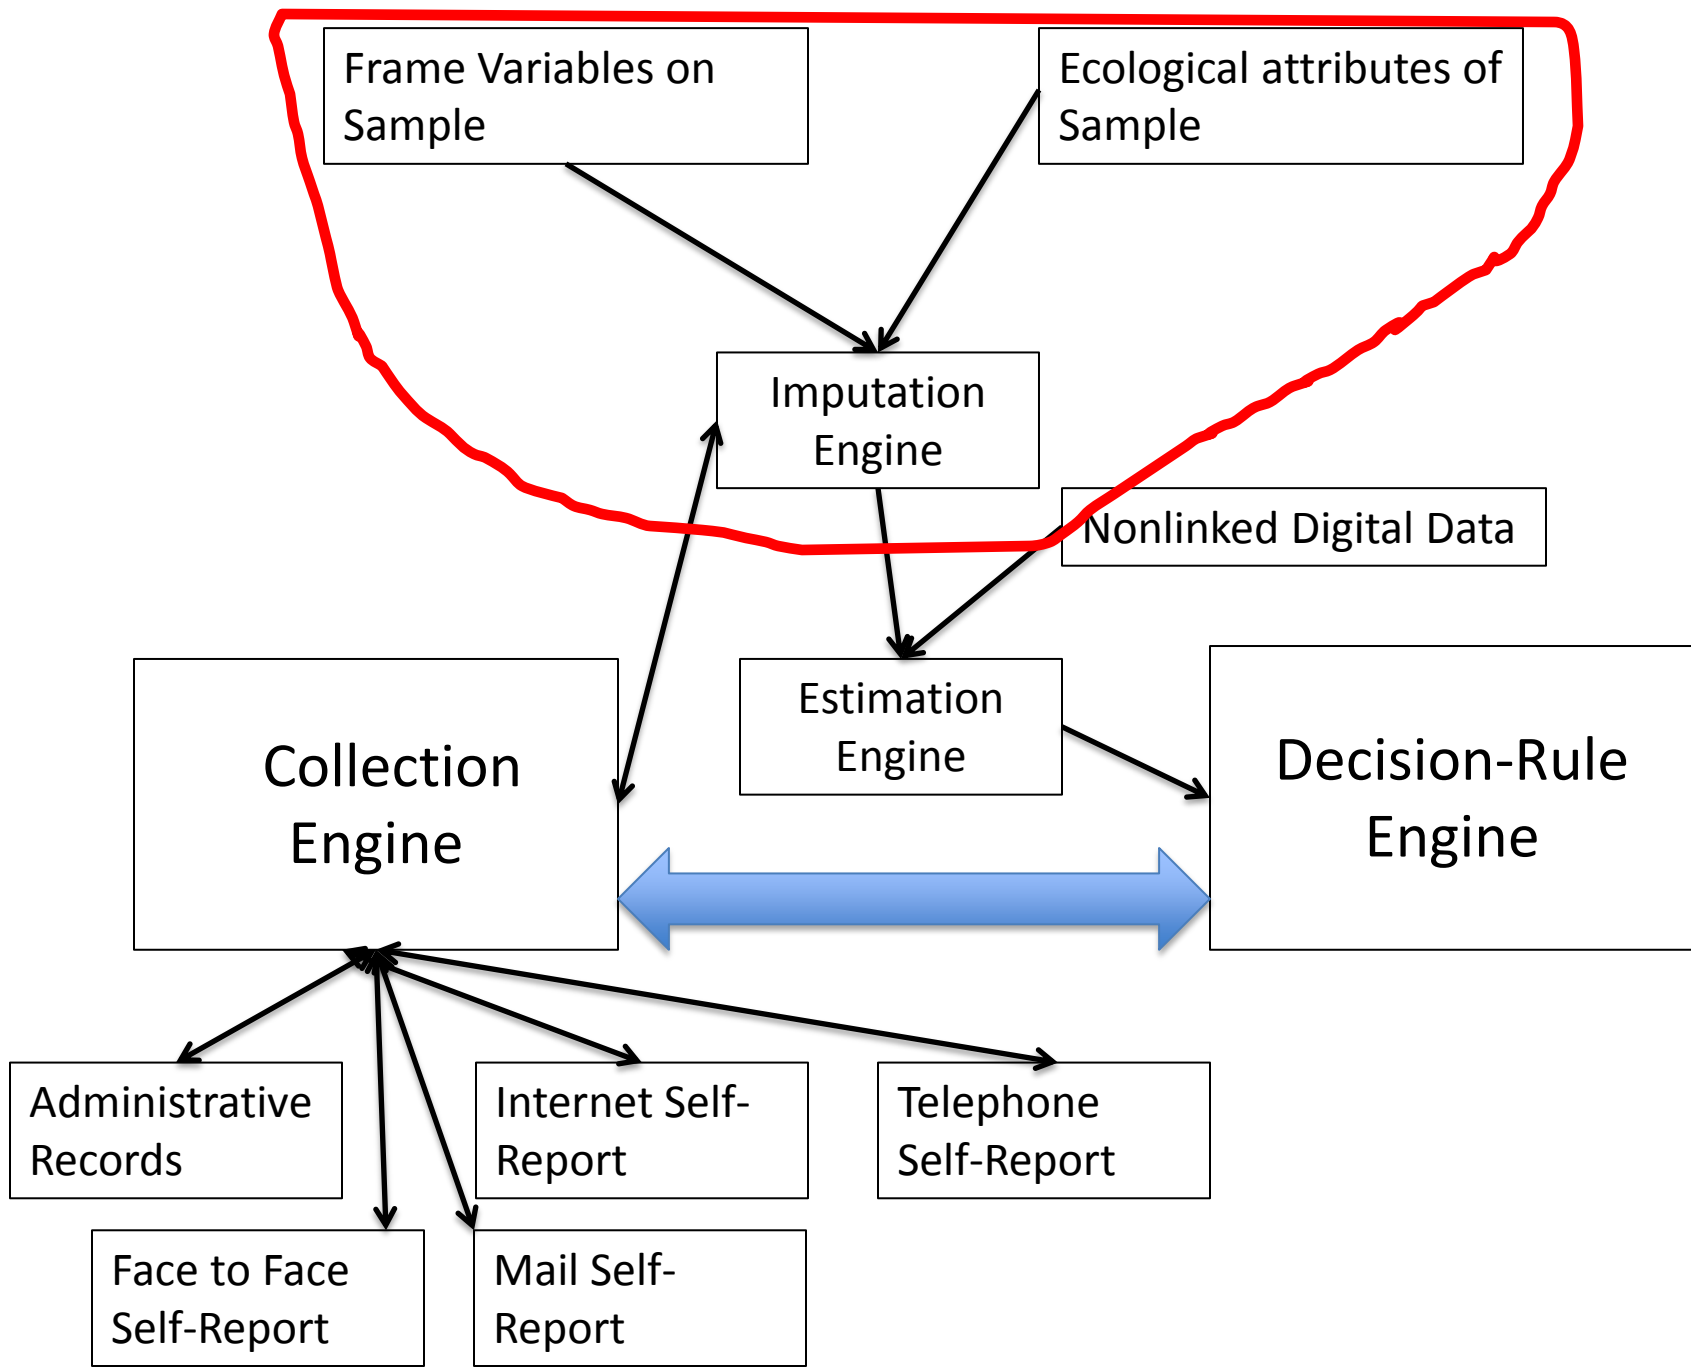 Frame Variables on
Sample
Ecological attributes of
Sample
Imputation
Engine
Nonlinked Digital Data
Estimation
Engine
Collection
Engine
Decision-Rule
Engine
Administrative
Records
Internet Self-
Report
Telephone
Self-Report
Face to Face
Self-Report
Mail Self-
Report